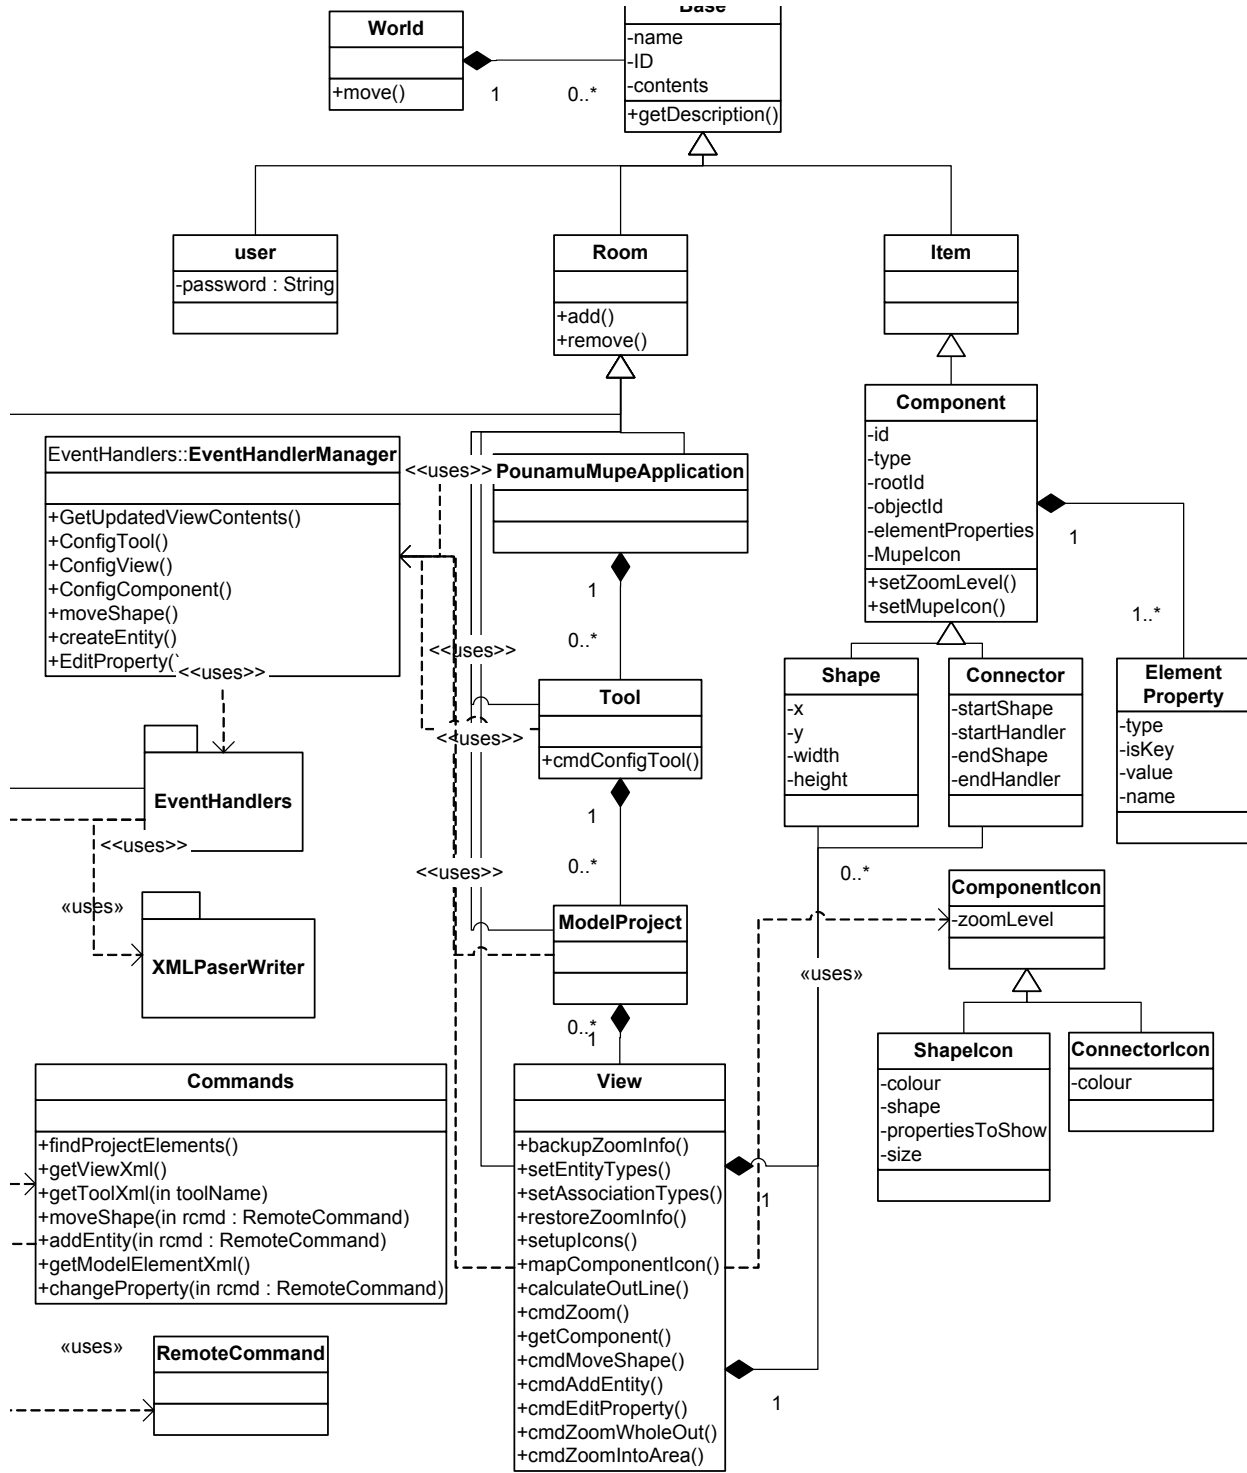 Base
World
-name
-ID
-contents
+move()
1
0..*
+getDescription()
user
-password : String
Room
+add()
+remove()
Item
Component
-id
-type
-rootId
-objectId
-elementProperties
-MupeIcon
+setZoomLevel()
+setMupeIcon()
1
1..*
EventHandlers::EventHandlerManager
+GetUpdatedViewContents()
+ConfigTool()
+ConfigView()
+ConfigComponent()
+moveShape()
+createEntity()
+EditProperty(
<<uses>>
<<uses>>
PounamuMupeApplication
1
0..*
<<uses>>
Tool
+cmdConfigTool()
<<uses>>
1
0..*
<<uses>>
Shape
-x
-y
-width
-height
Connector
-startShape
-startHandler
-endShape
-endHandler
Element
Property
-type
-isKey
-value
-name
EventHandlers
<<uses>>
«uses»
XMLPaserWriter
ModelProject
0..*
1
0..*
«uses»
ComponentIcon
-zoomLevel
ShapeIcon
-colour
-shape
-propertiesToShow
-size
ConnectorIcon
-colour
Commands
+findProjectElements()
+getViewXml()
+getToolXml(in toolName)
+moveShape(in rcmd : RemoteCommand)
+addEntity(in rcmd : RemoteCommand)
+getModelElementXml()
+changeProperty(in rcmd : RemoteCommand)
View
+backupZoomInfo()
+setEntityTypes()
+setAssociationTypes()
+restoreZoomInfo()
+setupIcons()
+mapComponentIcon()
+calculateOutLine()
+cmdZoom()
+getComponent()
+cmdMoveShape()
+cmdAddEntity()
+cmdEditProperty()
+cmdZoomWholeOut()
+cmdZoomIntoArea()
1
1
«uses»
RemoteCommand